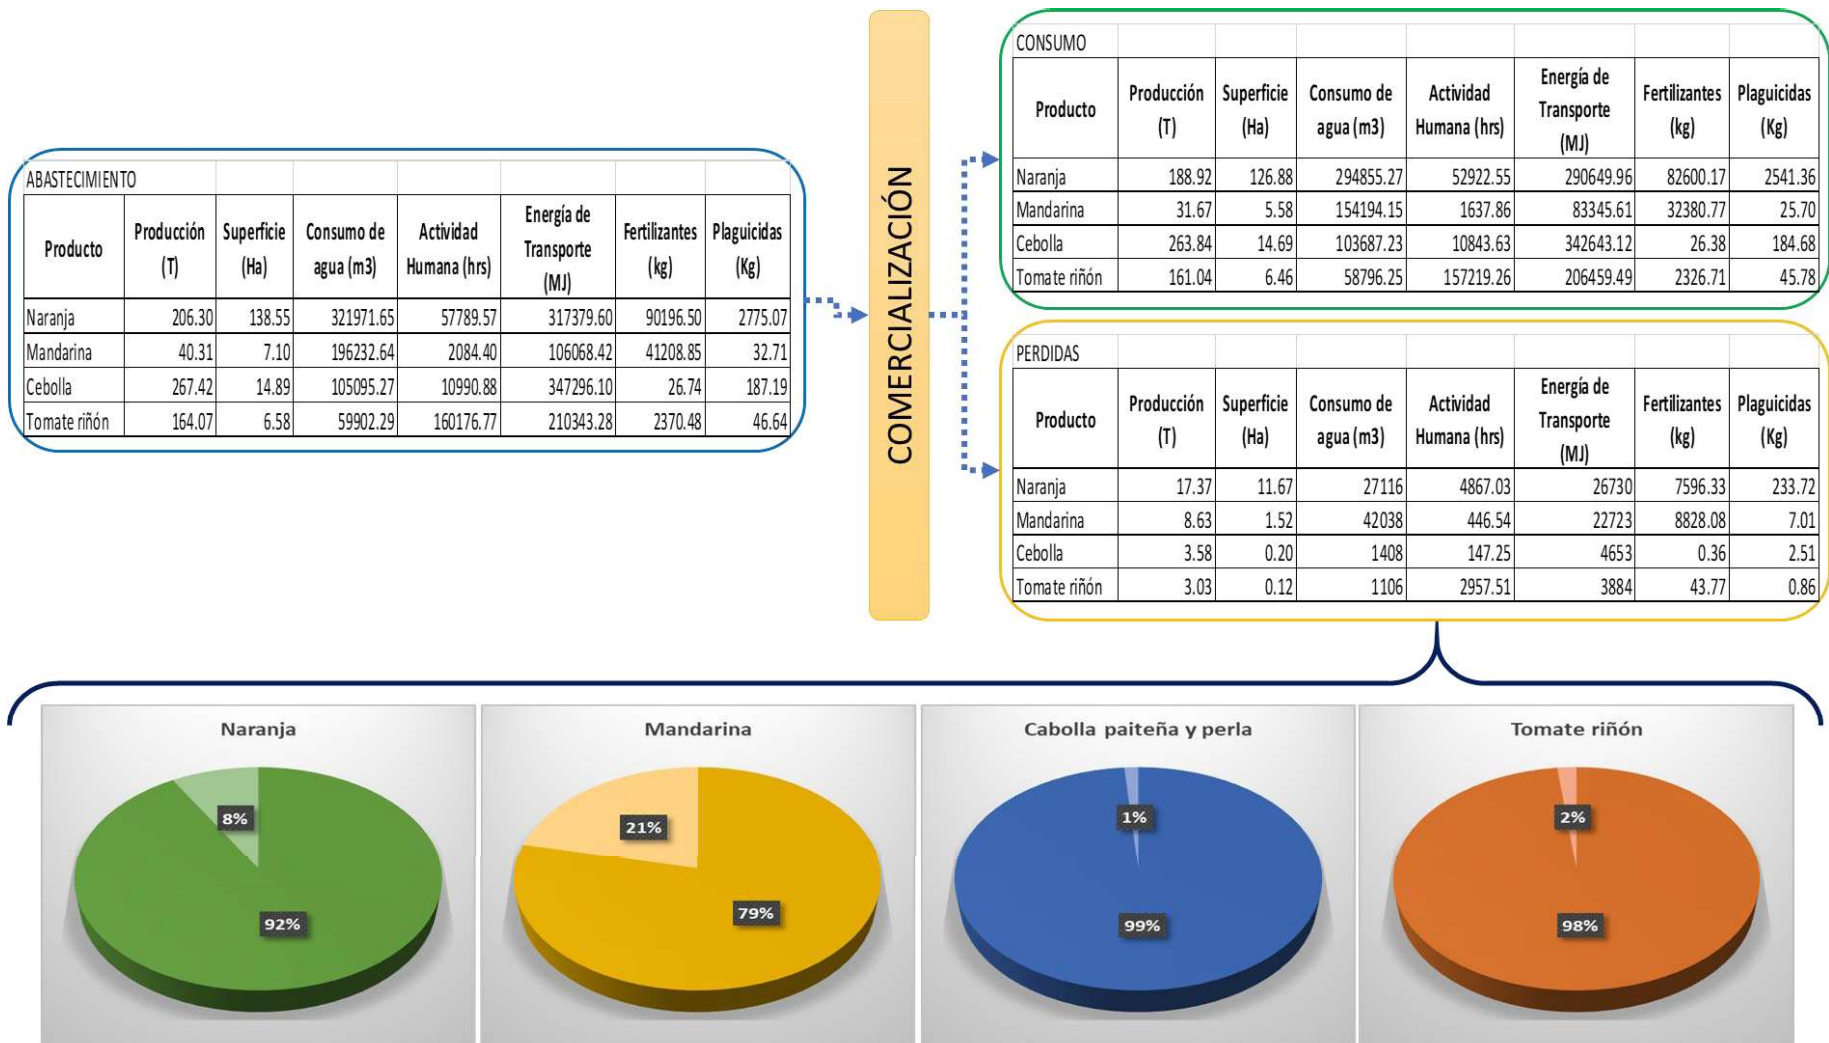 ABASTECIMIENTO
Producto Producción (T) Superficie (Ha) Consumo de agua (m3) Actividad Humana (hrs) Energía de Transporte (MJ) Fertilizantes (kg) Plaguicidas (Kg)
Naranja 206.30 138.55 321971.65 57789.57 317379.60 90196.50 2775.07
Mandarina 40.31 7.10 196232.64 2084.40 106068.42 41208.85 32.71
Cebolla 267.42 14.89 105095.27 10990.88 347296.10 26.74 187.19
Tomate riñón 164.07 6.58 59902.29 160176.77 210343.28 2370.48 46.64
COMERCIALIZACIÓN
CONSUMO
Producto Producción (T) Superficie (Ha) Consumo de agua (m3) Actividad Humana (hrs) Energía de Transporte (MJ) Fertilizantes (kg) Plaguicidas (Kg)
Naranja 188.92 126.88 294855.27 52922.55 290649.96 82600.17 2541.36
Mandarina 31.67 5.58 154194.15 1637.86 83345.61 32380.77 25.70
Cebolla 263.84 14.69 103687.23 10843.63 342643.12 26.38 184.68
Tomate riñón 161.04 6.46 58796.25 157219.26 206459.49 2326.71 45.78
PERDIDAS
Producto Producción (T) Superficie (Ha) Consumo de agua (m3) Actividad Humana (hrs) Energía de Transporte (MJ) Fertilizantes (kg) Plaguicidas (Kg)
Naranja 17.37 11.67 27116 4867.03 26730 7596.33 233.72
Mandarina 8.63 1.52 42038 446.54 22723 8828.08 7.01
Cebolla 3.58 0.20 1408 147.25 4653 0.36 2.51
Tomate riñón 3.03 0.12 1106 2957.51 3884 43.77 0.86
Naranja
8%
92%
Mandarina
21%
79%
Cabolla paiteña y perla
1%
99%
Tomate riñón
2%
98%